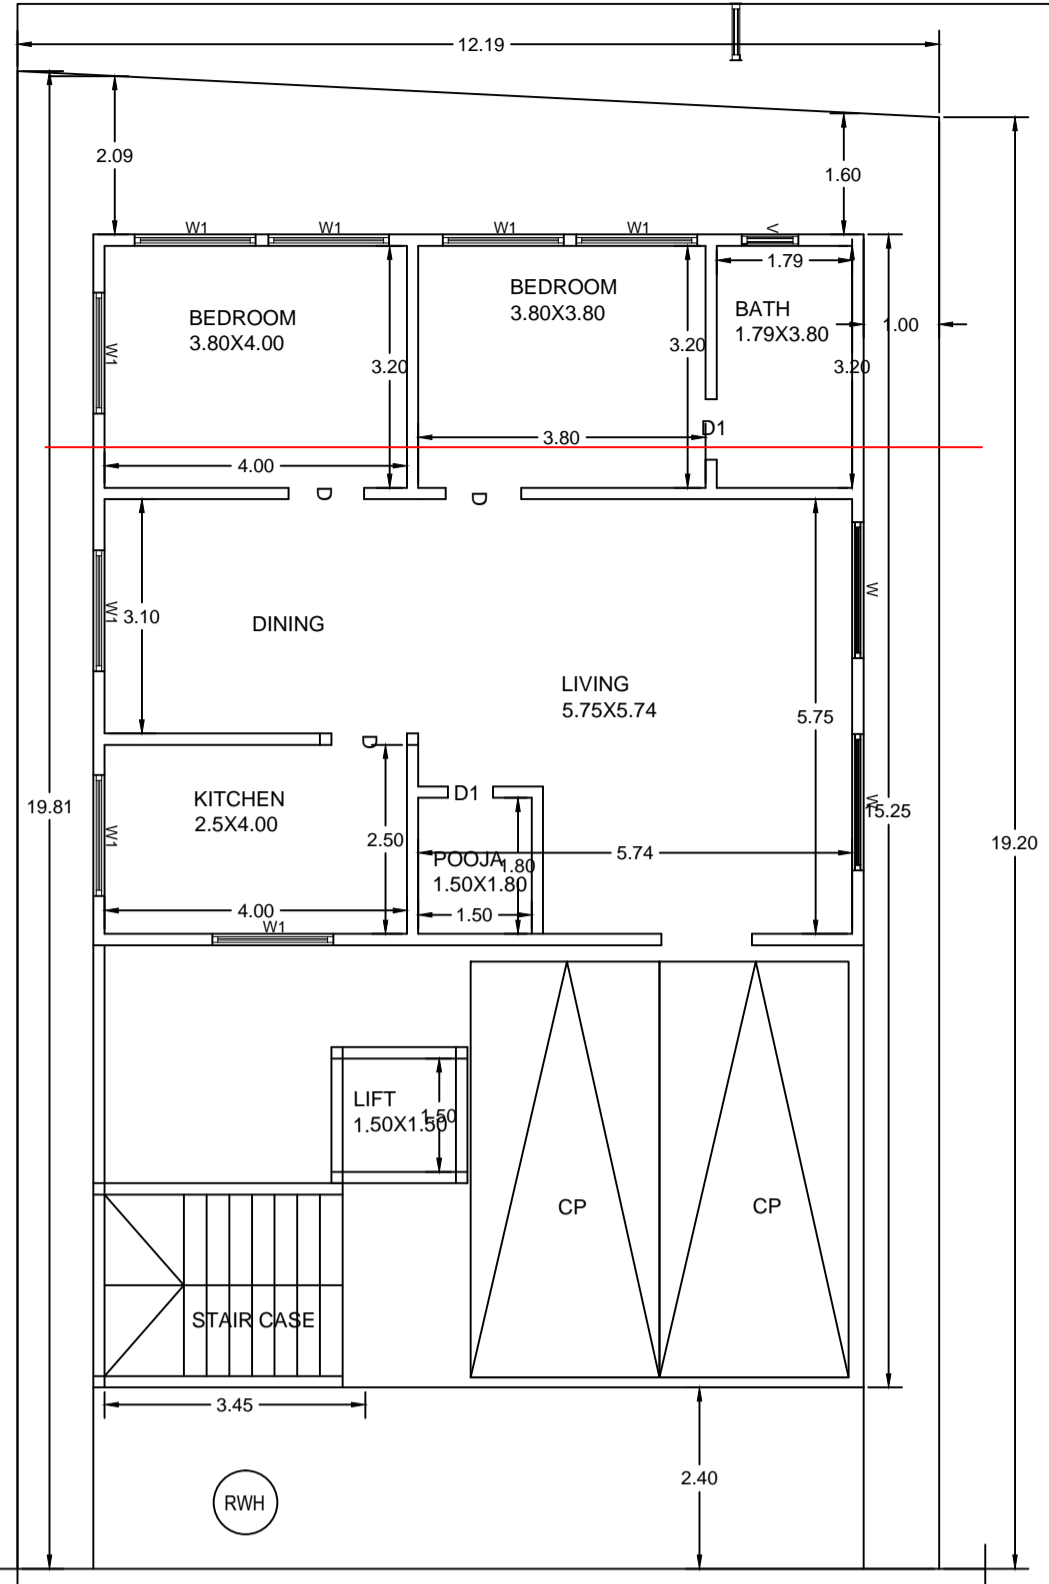 12.19
2.09
1.60
W1
W1
W1
W1
V
1.79
BEDROOM
3.80X4.00
BEDROOM
3.80X3.80
BATH
1.79X3.80
1.00
W1
3.20
3.20
3.20
D1
3.80
4.00
D
D
W1
3.10
DINING
W
LIVING
5.75X5.74
5.75
D
19.81
KITCHEN
2.5X4.00
W1
2.50
D1
W
15.25
19.20
POOJA
1.50X1.80
1.80
5.74
4.00
1.50
W1
LIFT
1.50X1.50
1.50
CP
CP
STAIR CASE
3.45
2.40
RWH